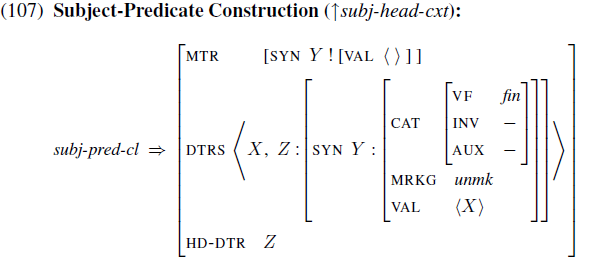 (107) Subject-Predicate Construction (↑subj-head-cxt):
MTR [SYN Y ! [VAL ⟨ ⟩ ] ]
VF fin
CAT INV −
subj-pred-cl ⇒ DTRS ⟨ X, Z : SYN Y : AUX − ⟩
MRKG unmk
VAL ⟨X⟩
HD-DTR Z